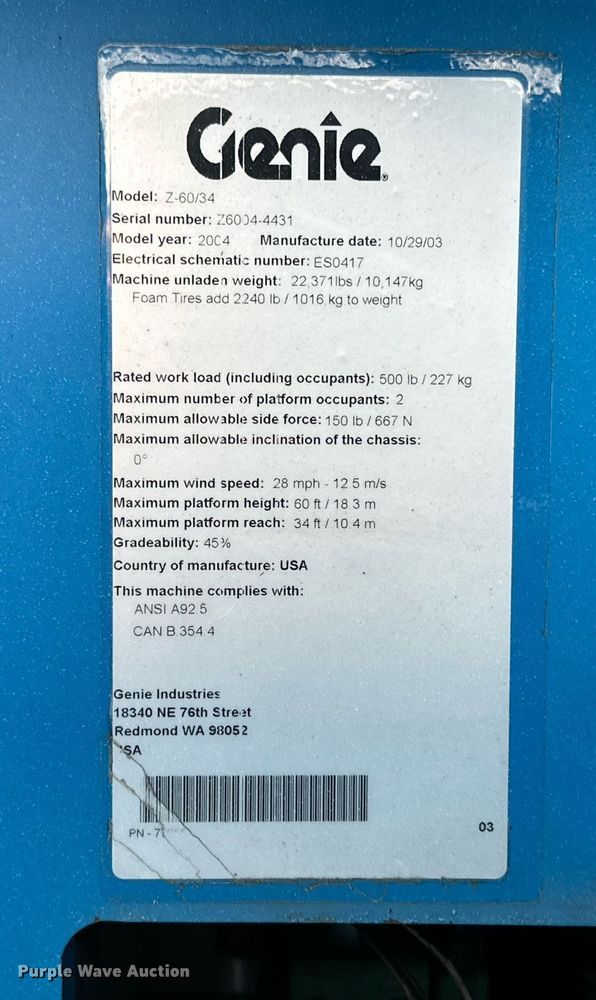 Genie
Model: Z-60/34
Serial number: Z6004-4431
Model year: 2004 Manufacture date: 10/29/03
Electrical schematic number: ES0417
Machine unladen weight: 22,371lbs / 10,147kg
Foam Tires add 2240 lb / 1016 kg to weight
Rated work load (including occupants): 500 lb / 227 kg
Maximum number of platform occupants: 2
Maximum allowable side force: 150 lb / 667 N
Maximum allowable inclination of the chassis:
0°
Maximum wind speed: 28 mph - 12.5 m/s
Maximum platform height: 60 ft / 18.3 m
Maximum platform reach: 34 ft / 10.4 m
Gradeability: 45%
Country of manufacture: USA
This machine complies with:
ANSI A92.5
CAN B.354.4
Genie Industries
18340 NE 76th Street
Redmond WA 98052
USA
PN -
03
Purple Wave Auction